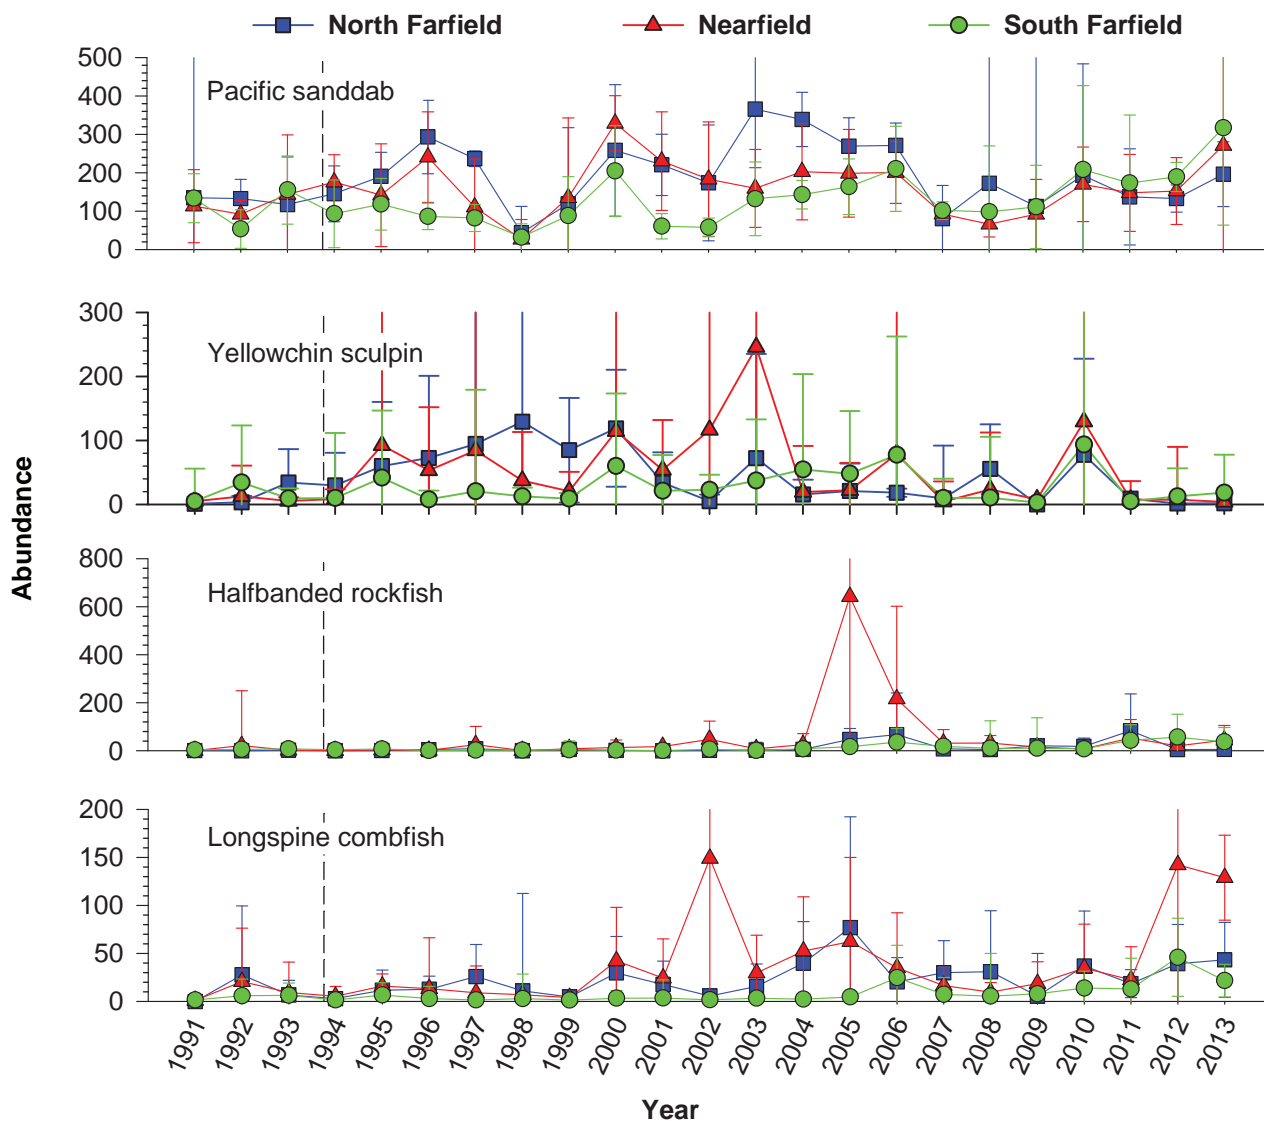 North Farfield Nearfield South Farfield
Abundance
500
400
300
200
100
0
Pacific sanddab
300
200
100
0
Yellowchin sculpin
800
600
400
200
0
Halfbanded rockfish
200
150
100
50
0
Longspine combfish
1991 1992 1993 1994 1995 1996 1997 1998 1999 2000 2001 2002 2003 2004 2005 2006 2007 2008 2009 2010 2011 2012 2013
Year